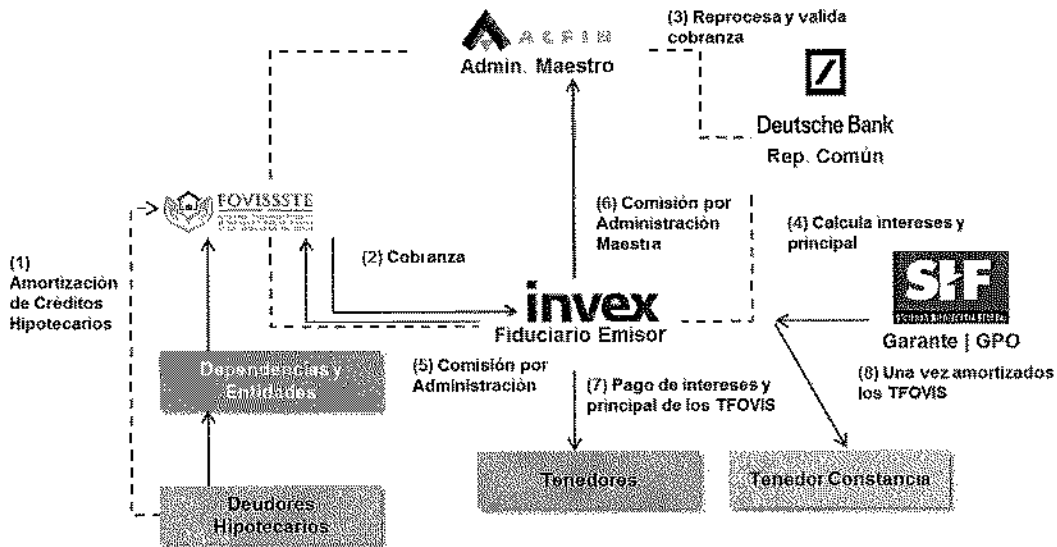 ACFIN
Admin. Maestro
(3) Reprocesa y valida
cobranza
Deutsche Bank
Rep. Común
FOVISSSTE
(6) Comisión por
Administración
Maestra
(4) Calcula intereses y
principal
(1)
Amortización
de Créditos
Hipotecarios
(2) Cobranza
invex
Fiduciario Emisor
SHF
Garante | GPO
Dependencias y
Entidades
(5) Comisión por
Administración
(7) Pago de intereses y
principal de los TFOVIS
(8) Una vez amortizados
los TFOVIS
Tenedores
Tenedor Constancia
Deudores
Hipotecarios